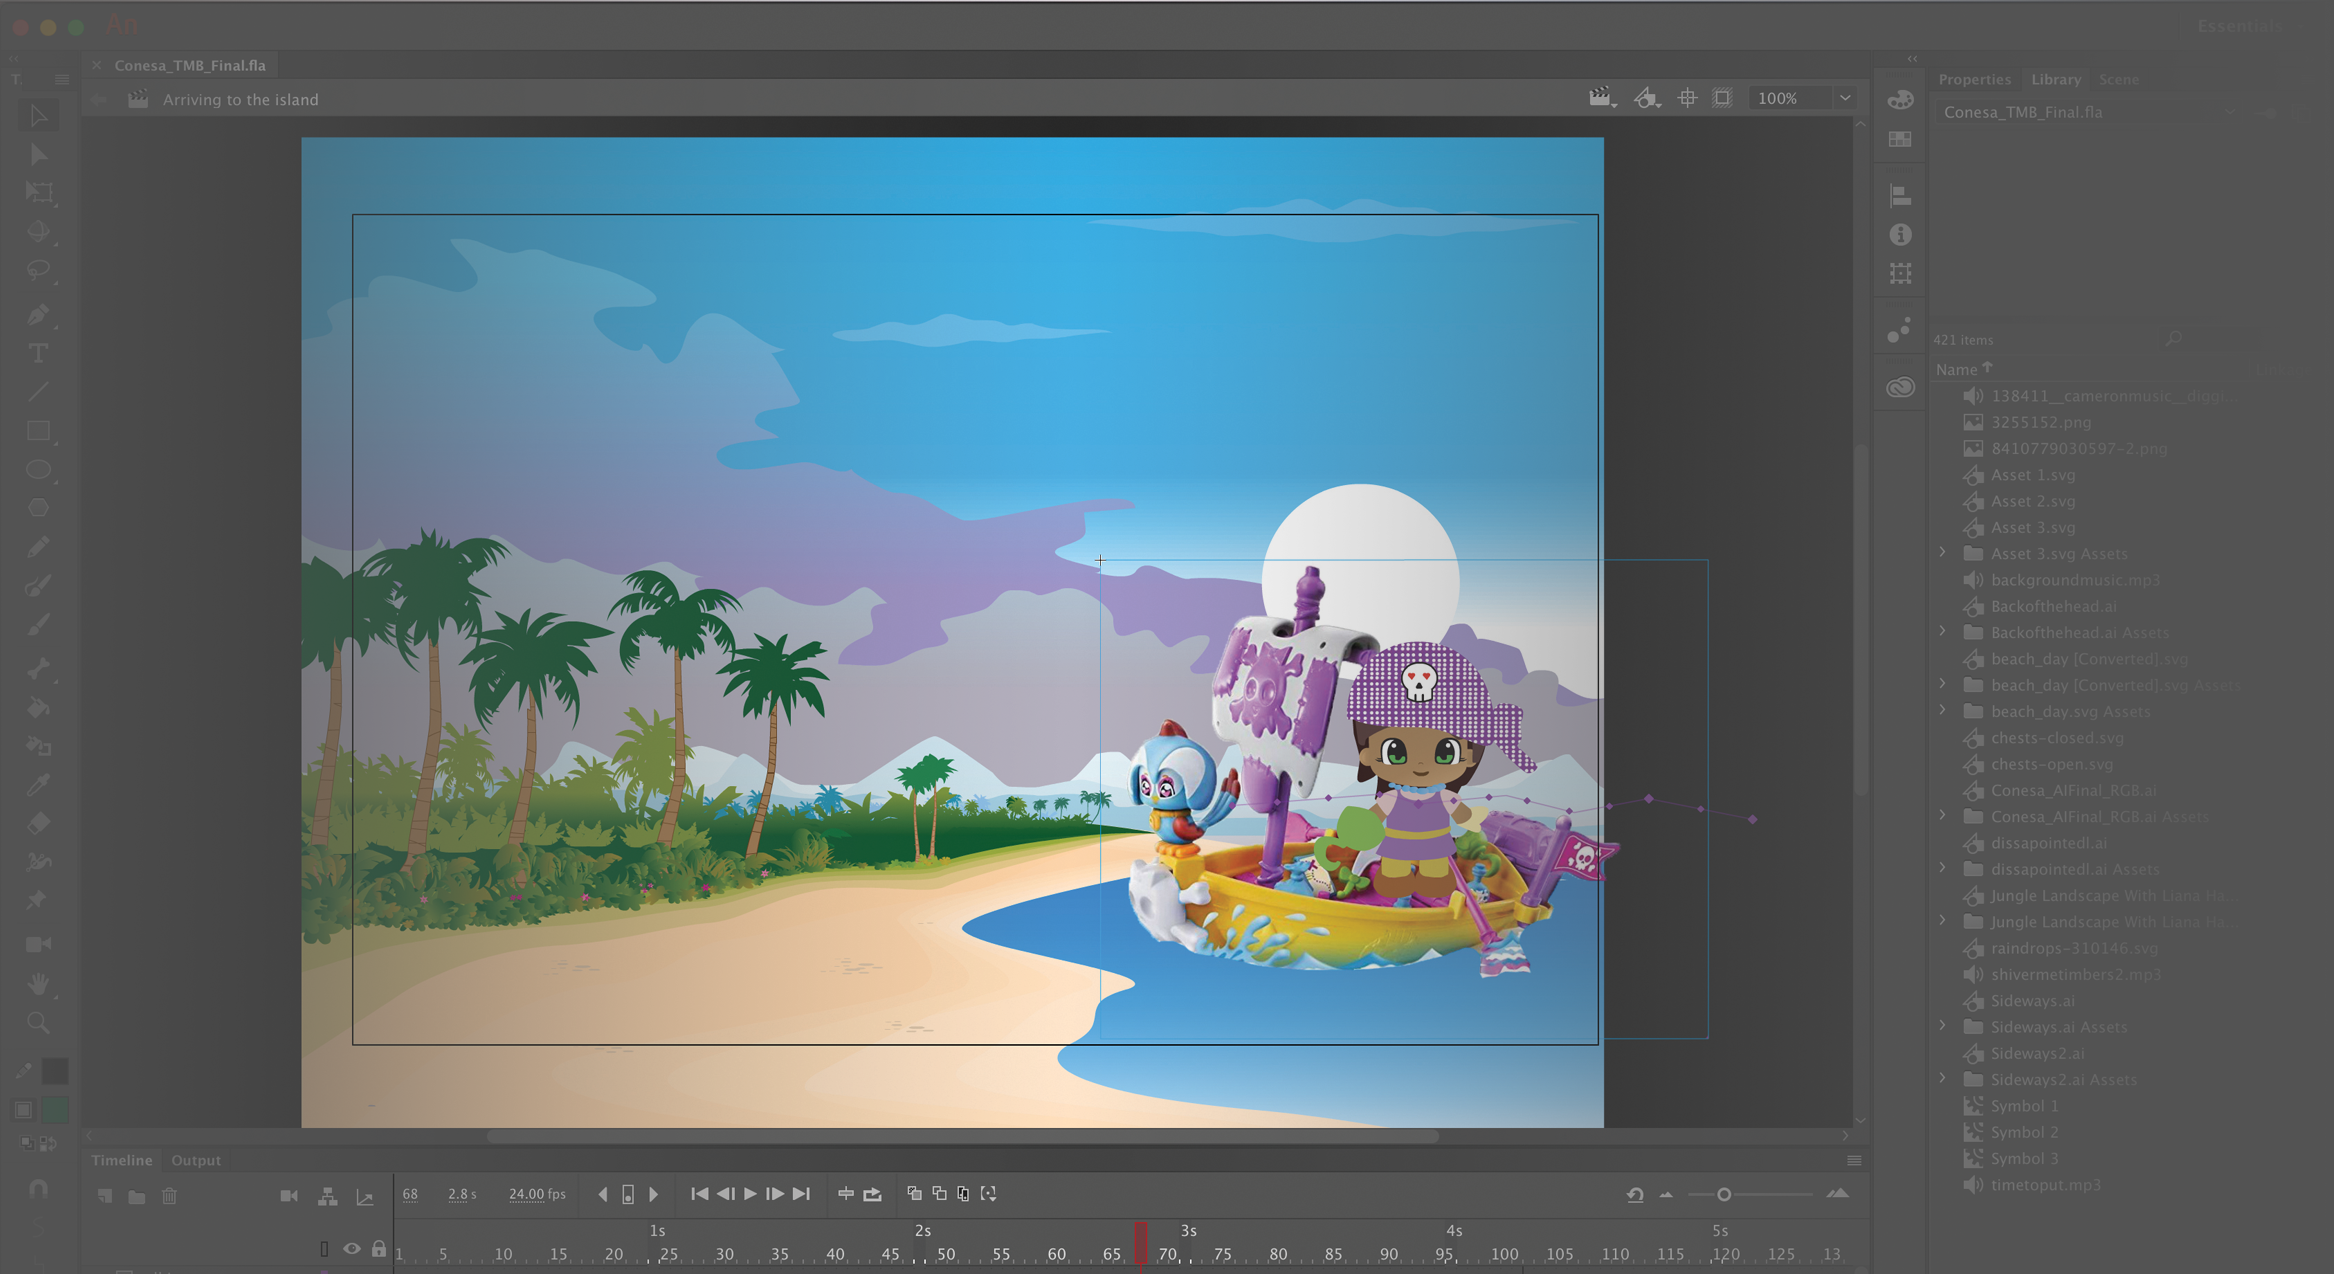 An
Essentials
T.
Conesa_TMB_Final.fla
Arriving to the island
100%
Properties
Library
Scene
Conesa_TMB_Final.fla
421 items
Name
138411__cameronmusic__diggi...
3255152.png
8410779030597-2.png
Asset 1.svg
Asset 2.svg
Asset 3.svg
Asset 3.svg Assets
backgroundmusic.mp3
Backofthehead.ai
Backofthehead.ai Assets
beach_day [Converted].svg
beach_day [Converted].svg Assets
beach_day.svg Assets
chests-closed.svg
chests-open.svg
Conesa_AIFinal_RGB.ai
Conesa_AIFinal_RGB.ai Assets
dissapointedl.ai
dissapointedl.ai Assets
Jungle Landscape With Liana Ha...
Jungle Landscape With Liana Ha...
raindrops-310146.svg
shivermetimbers2.mp3
Sideways.ai
Sideways.ai Assets
Sideways2.ai
Sideways2.ai Assets
Symbol 1
Symbol 2
Symbol 3
timetoput.mp3
Timeline
Output
68
2.8 s
24.00 fps
1s 2s 3s 4s 5s
1 5 10 15 20 25 30 35 40 45 50 55 60 65 70 75 80 85 90 95 100 105 110 115 120 125 13